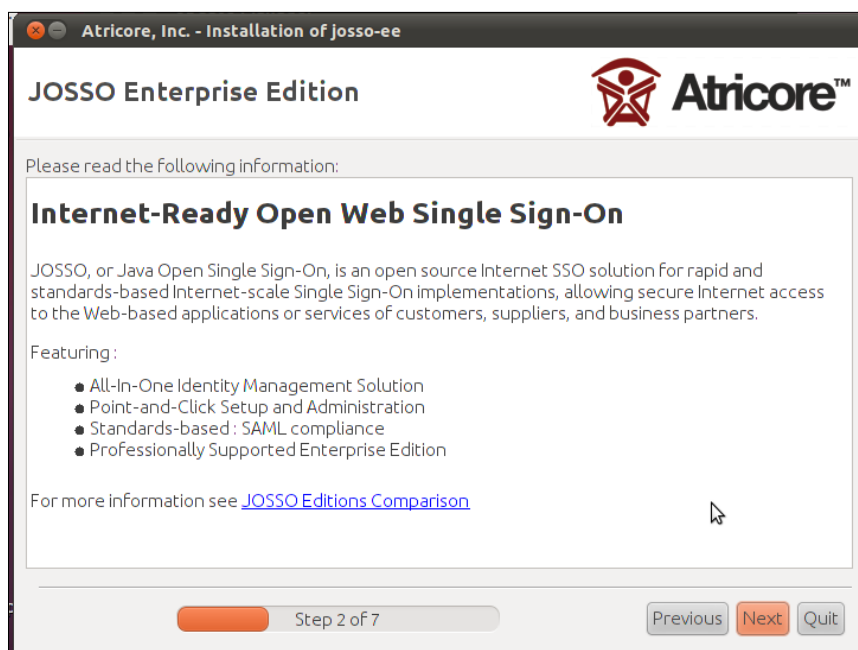 Atricore, Inc. - Installation of josso-ee
JOSSO Enterprise Edition
Atricore™
Please read the following information:
Internet-Ready Open Web Single Sign-On
JOSSO, or Java Open Single Sign-On, is an open source Internet SSO solution for rapid and
standards-based Internet-scale Single Sign-On implementations, allowing secure Internet access
to the Web-based applications or services of customers, suppliers, and business partners.
Featuring :
All-In-One Identity Management Solution
Point-and-Click Setup and Administration
Standards-based : SAML compliance
Professionally Supported Enterprise Edition
For more information see JOSSO Editions Comparison
Step 2 of 7
Previous Next Quit